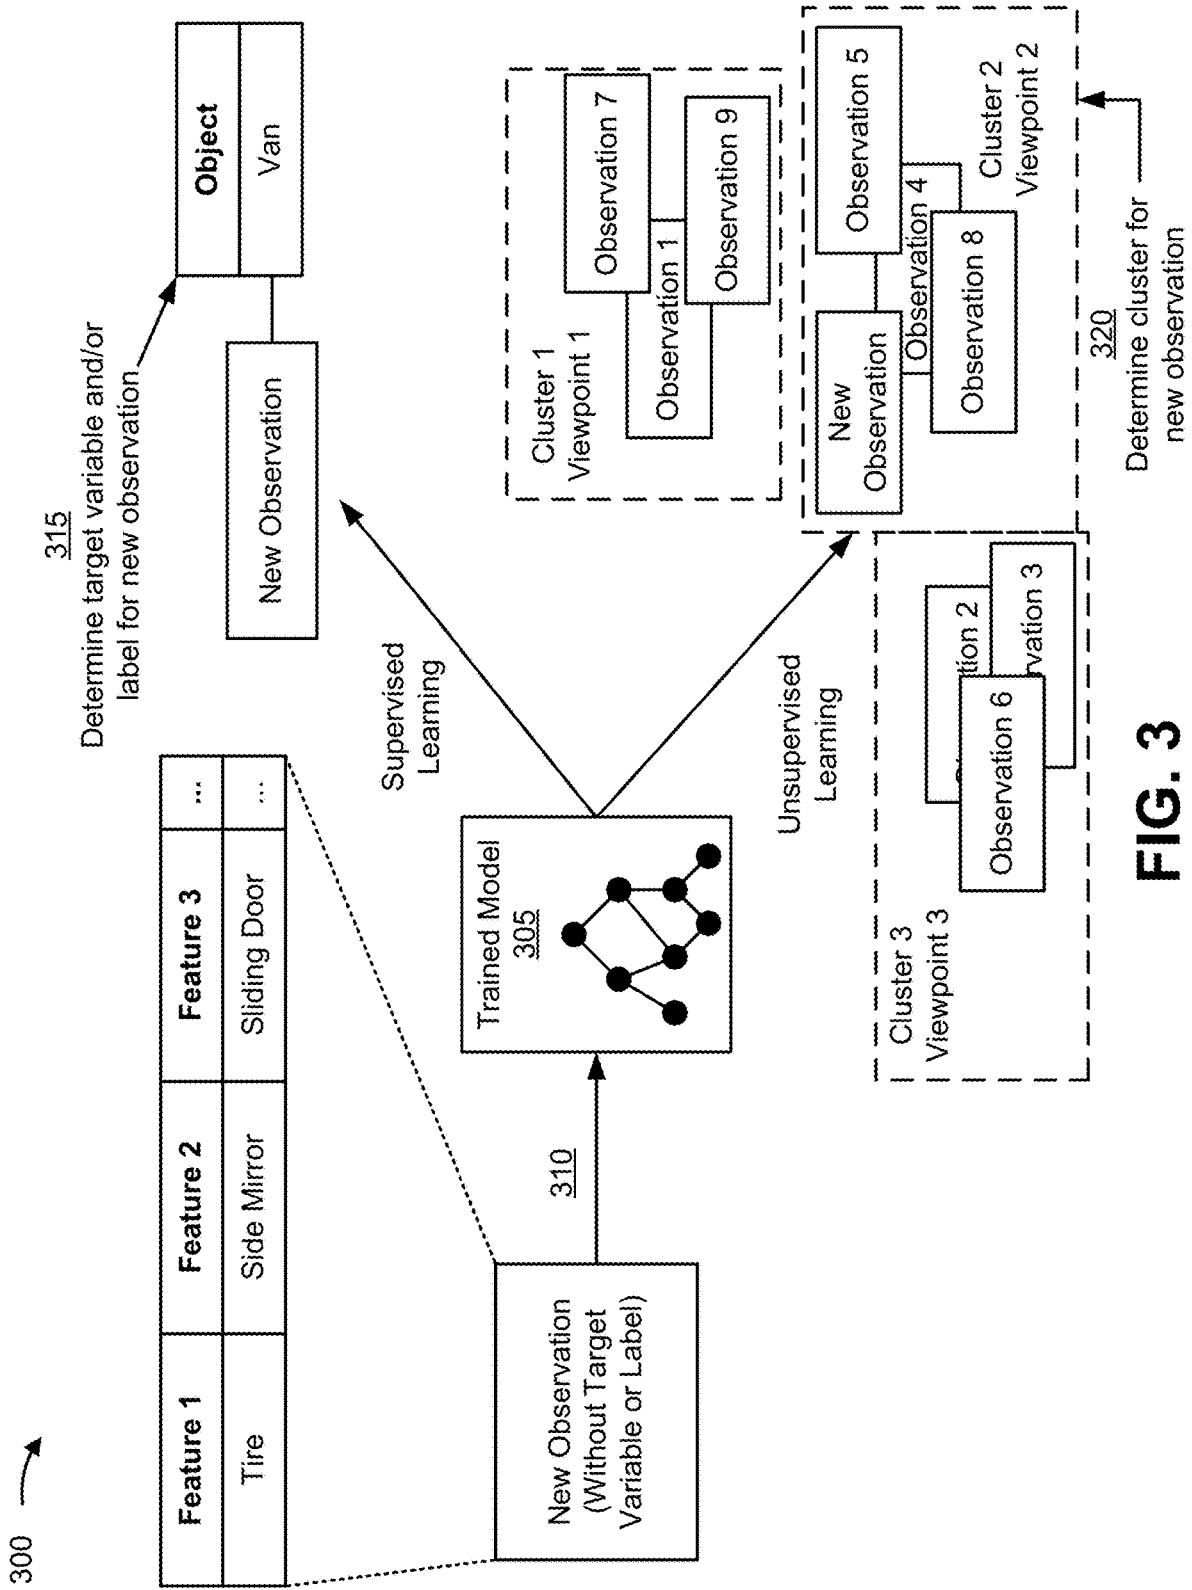 300
Feature 1 Feature 2 Feature 3 ...
Tire Side Mirror Sliding Door ...
New Observation
(Without Target
Variable or Label)
310
Trained Model
305
Supervised
Learning
Unsupervised
Learning
315
Determine target variable and/or
label for new observation
New Observation
Object
Van
Cluster 1
Viewpoint 1
Observation 7
Observation 1
Observation 9
New
Observation
Observation 5
Observation 4
Observation 8
Cluster 2
Viewpoint 2
Cluster 3
Viewpoint 3
tion 2
rvation 3
Observation 6
320
Determine cluster for
new observation
FIG. 3